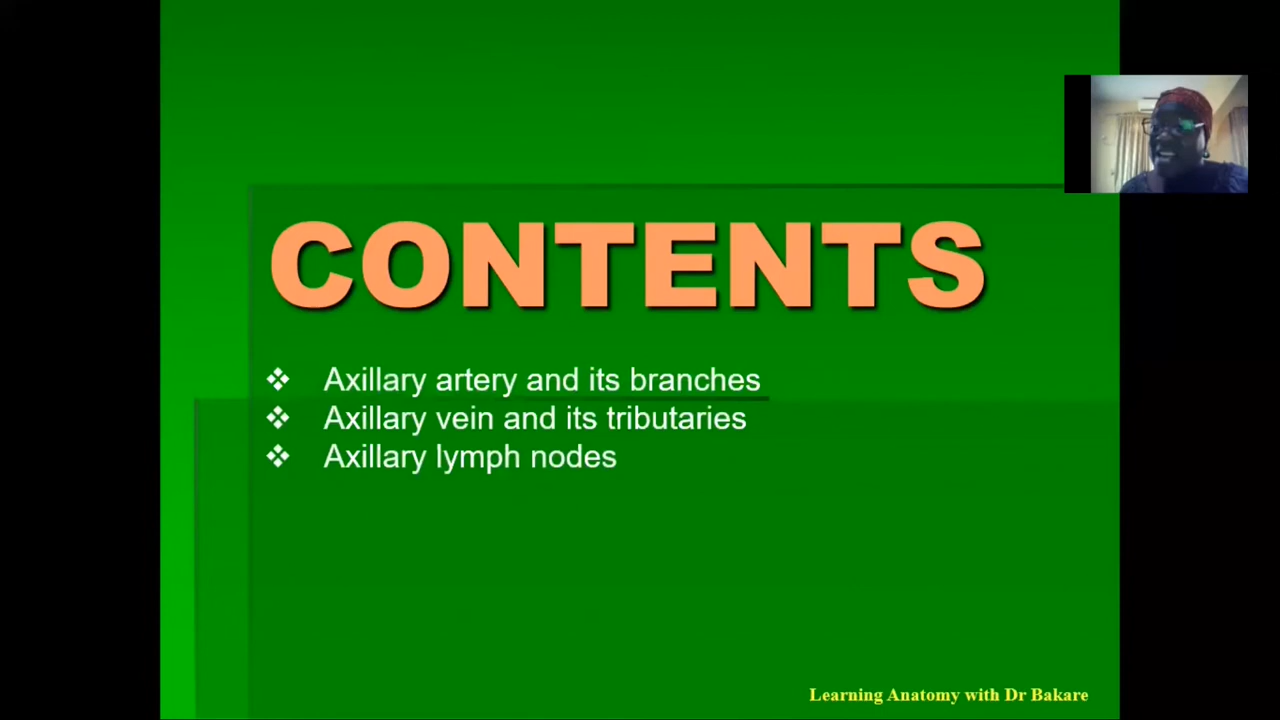 CONTENTS
❖ Axillary artery and its branches
❖ Axillary vein and its tributaries
❖ Axillary lymph nodes
Learning Anatomy with Dr Bakare